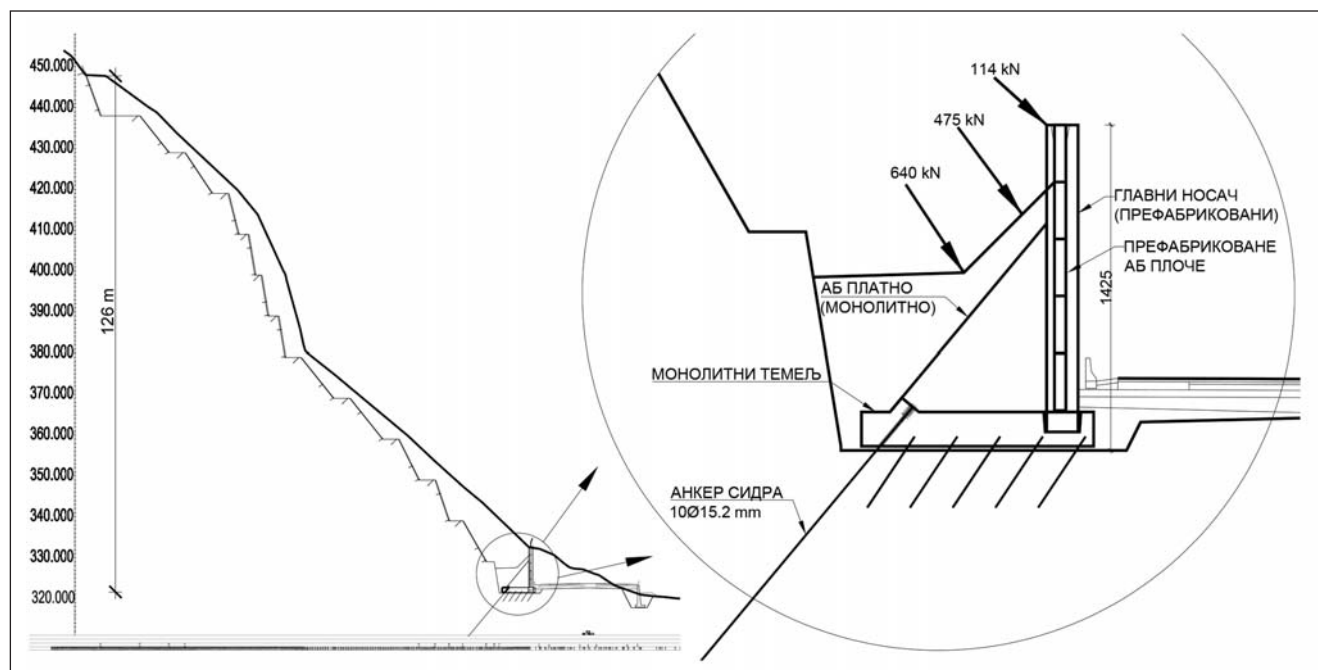 450.000
440.000
430.000
420.000
410.000
400.000
390.000
380.000
370.000
360.000
350.000
340.000
330.000
320.000
126 m
114 kN
475 kN
640 kN
1425
ГЛАВНИ НОСАЧ
(ПРЕФАБРИКОВАНИ)
ПРЕФАБРИКОВАНЕ
АБ ПЛОЧЕ
АБ ПЛАТНО
(МОНОЛИТНО)
МОНОЛИТНИ ТЕМЕЉ
АНКЕР СИДРА
10Ø15.2 mm